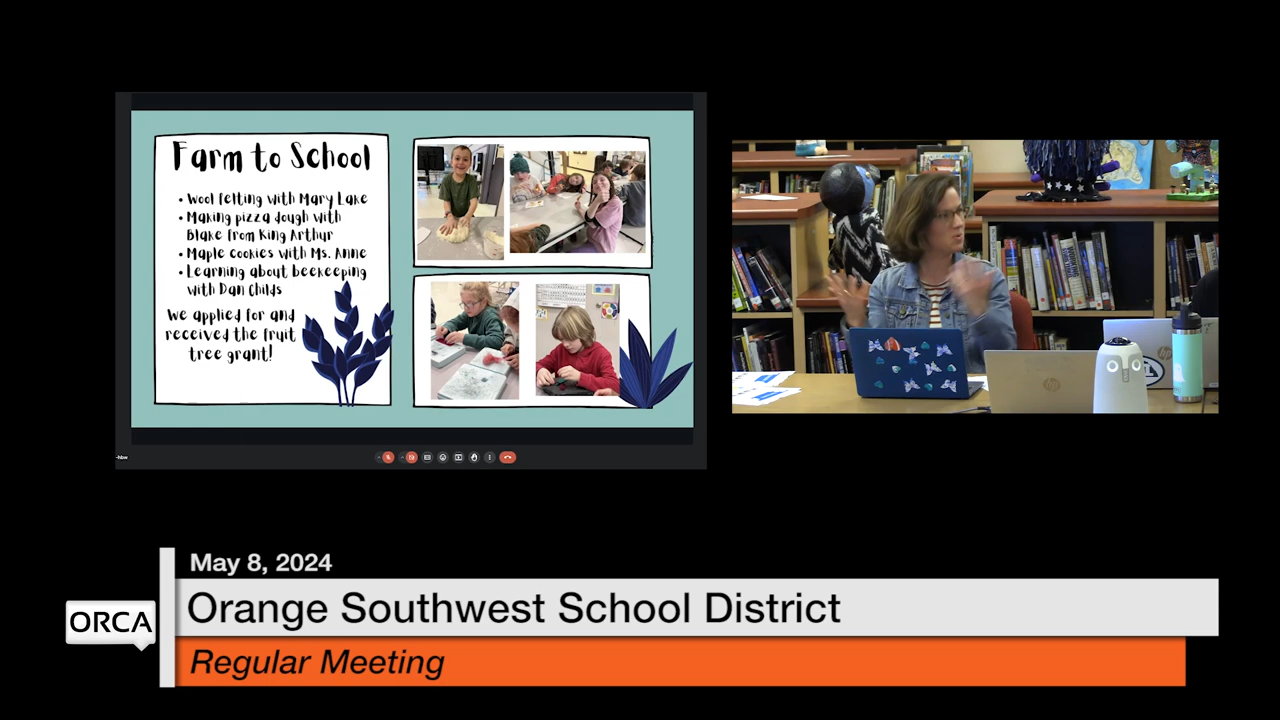 Farm to School
• Wool felting with Mary Lake
• Making pizza dough with
Blake from King Arthur
• Maple cookies with Ms. Anne
• Learning about beekeeping
with Dan Childs
We applied for and
received the fruit
tree grant!
May 8, 2024
Orange Southwest School District
ORCA
Regular Meeting